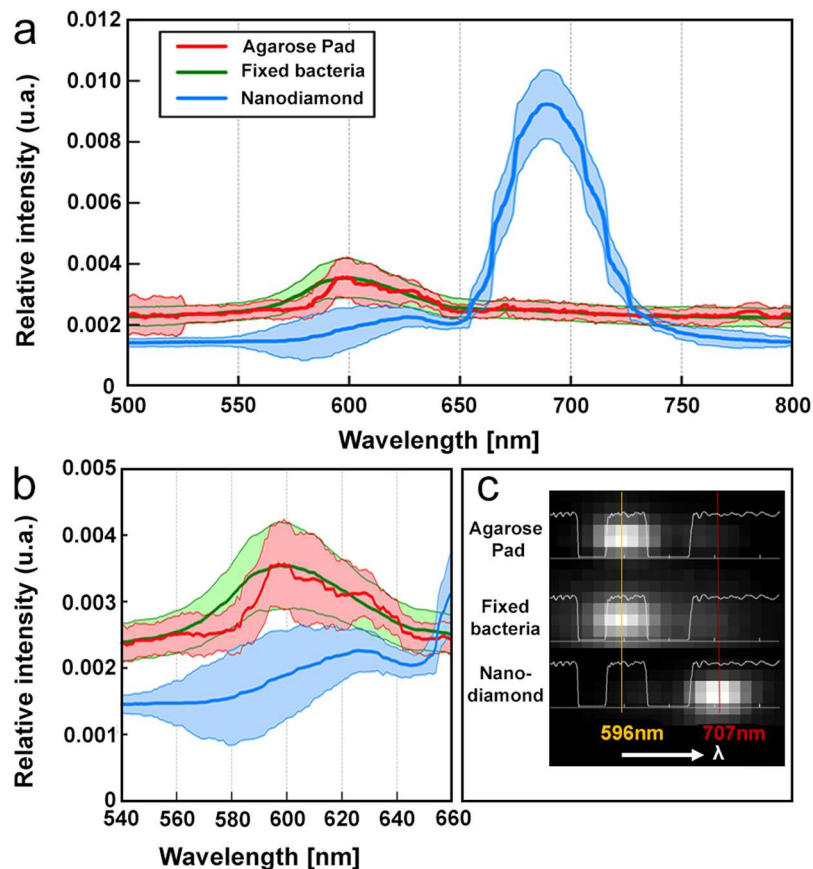 a
0.012
0.010
0.008
0.006
0.004
0.002
0
Relative intensity (u.a.)
Agarose Pad
Fixed bacteria
Nanodiamond
500 550 600 650 700 750 800
Wavelength [nm]
b
0.005
0.004
0.003
0.002
0.001
0
Relative intensity (u.a.)
540 560 580 600 620 640 660
Wavelength [nm]
c
Agarose
Pad
Fixed
bacteria
Nano-
diamond
596nm 707nm
λ